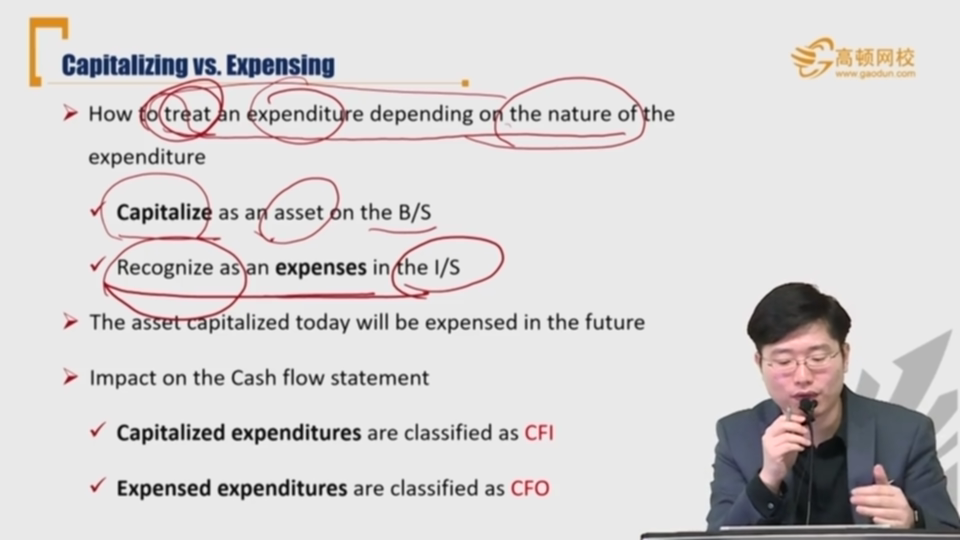 Capitalizing vs. Expensing
高顿网校
www.gaodun.com
How to treat an expenditure depending on the nature of the
expenditure
Capitalize as an asset on the B/S
Recognize as an expenses in the I/S
The asset capitalized today will be expensed in the future
Impact on the Cash flow statement
Capitalized expenditures are classified as CFI
Expensed expenditures are classified as CFO